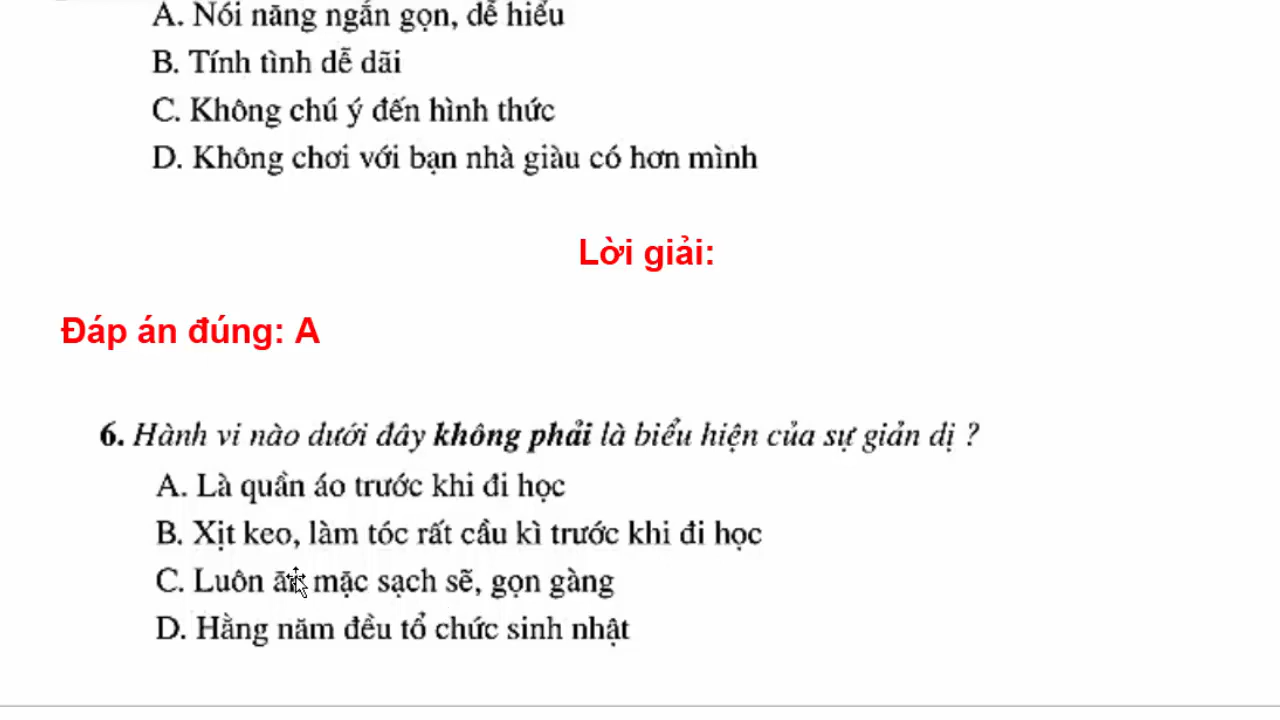 A. Nói năng ngắn gọn, dễ hiểu
B. Tính tình dễ dãi
C. Không chú ý đến hình thức
D. Không chơi với bạn nhà giàu có hơn mình
Lời giải:
Đáp án đúng: A
6. Hành vi nào dưới đây không phải là biểu hiện của sự giản dị ?
A. Là quần áo trước khi đi học
B. Xịt keo, làm tóc rất cầu kì trước khi đi học
C. Luôn ăn mặc sạch sẽ, gọn gàng
D. Hằng năm đều tổ chức sinh nhật